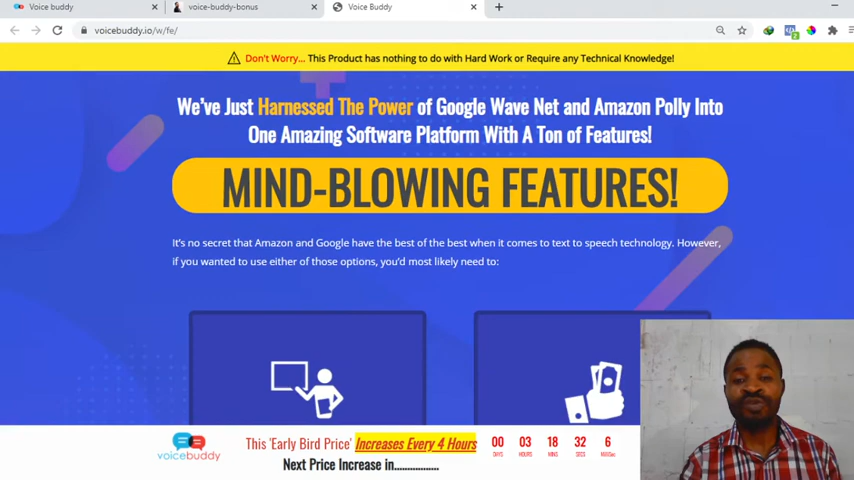 Voice buddy
voice-buddy-bonus
Voice Buddy
voicebuddy.io/w/fe/
Don't Worry... This Product has nothing to do with Hard Work or Require any Technical Knowledge!
We've Just Harnessed The Power of Google Wave Net and Amazon Polly Into
One Amazing Software Platform With A Ton of Features!
MIND-BLOWING FEATURES!
It's no secret that Amazon and Google have the best of the best when it comes to text to speech technology. However,
if you wanted to use either of those options, you'd most likely need to:
voicebuddy
This 'Early Bird Price' Increases Every 4 Hours
Next Price Increase in..................
00 03 18 32 6
DAYS HOURS MINS SECS